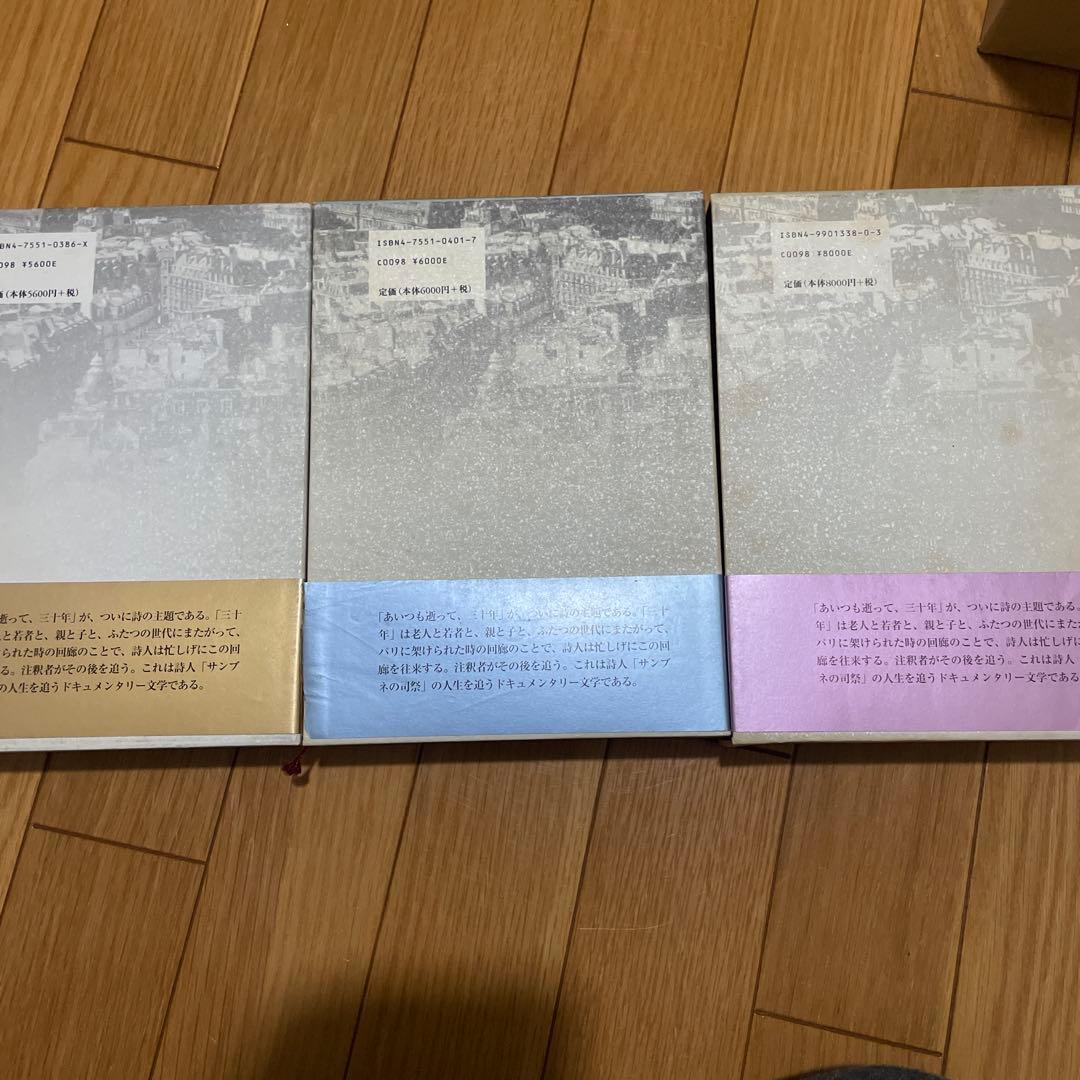 BN4-7551-0386-X
098 ¥5600E
価(本体5600円+税)
逝って、三十年」が、ついに詩の主題である。「三十
人と若者と、親と子と、ふたつの世代にまたがって、
られた時の回廊のことで、詩人は忙しげにこの回
る。注釈者がその後を追う。これは詩人「サンブ
の人生を追うドキュメンタリー文学である。
ISBN4-7551-0401-7
C0098 ¥6000E
定価(本体6000円+税)
「あいつも逝って、三十年」が、ついに詩の主題である。「三十
年」は老人と若者と、親と子と、ふたつの世代にまたがって、
パリに架けられた時の回廊のことで、詩人は忙しげにこの回
廊を往来する。注釈者がその後を追う。これは詩人「サンブ
ネの司祭」の人生を追うドキュメンタリー文学である。
ISBN4-9901338-0-3
C0098 ¥8000E
定価(本体8000円+税)
「あいつも逝って、三十年」が、ついに詩の主題である。
年」は老人と若者と、親と子と、ふたつの世代にまた
パリに架けられた時の回廊のことで、詩人は忙しげに
廊を往来する。注釈者がその後を追う。これは詩人
ネの司祭」の人生を追うドキュメンタリー文学である